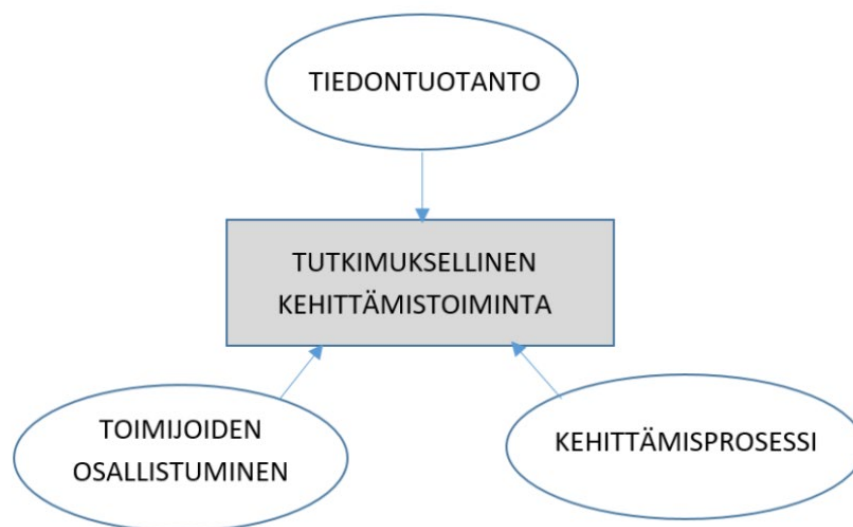 TIEDONTUOTANTO
TUTKIMUKSELLINEN
KEHITTÄMISTOIMINTA
TOIMIJOIDEN
OSALLISTUMINEN
KEHITTÄMISPROSESSI